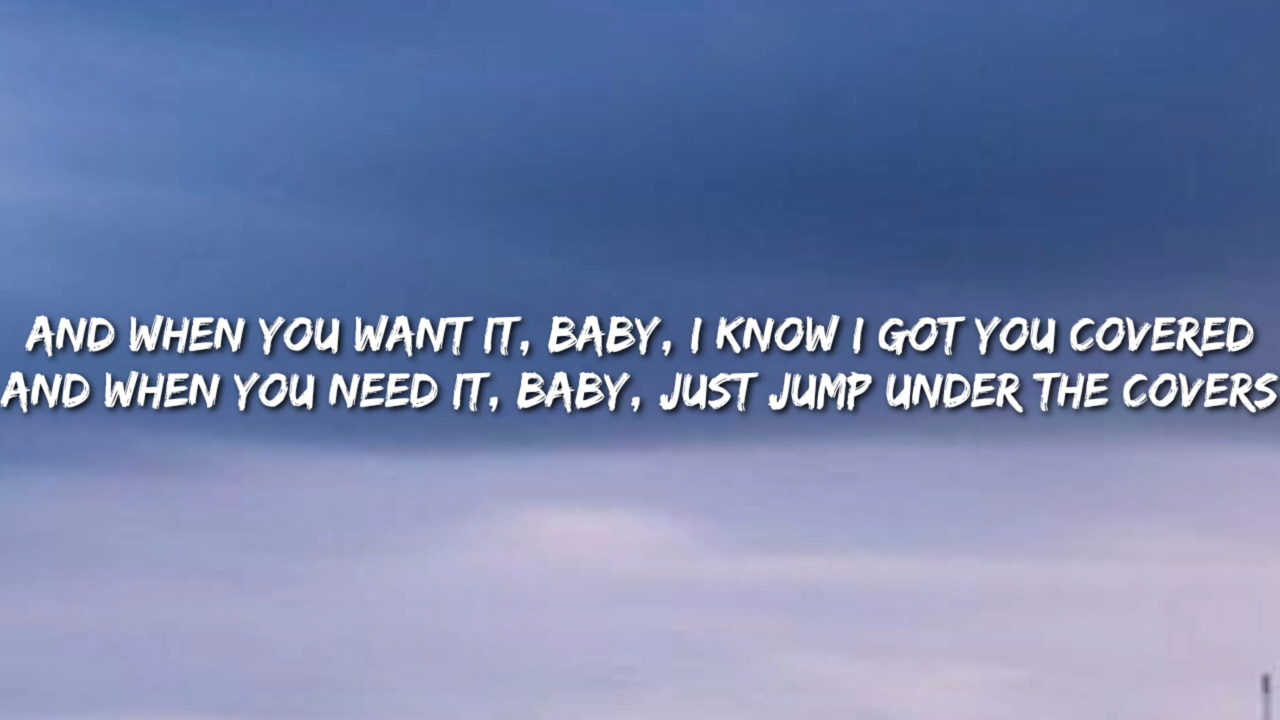 AND WHEN YOU WANT IT, BABY, I KNOW I GOT YOU COVERED
AND WHEN YOU NEED IT, BABY, JUST JUMP UNDER THE COVERS